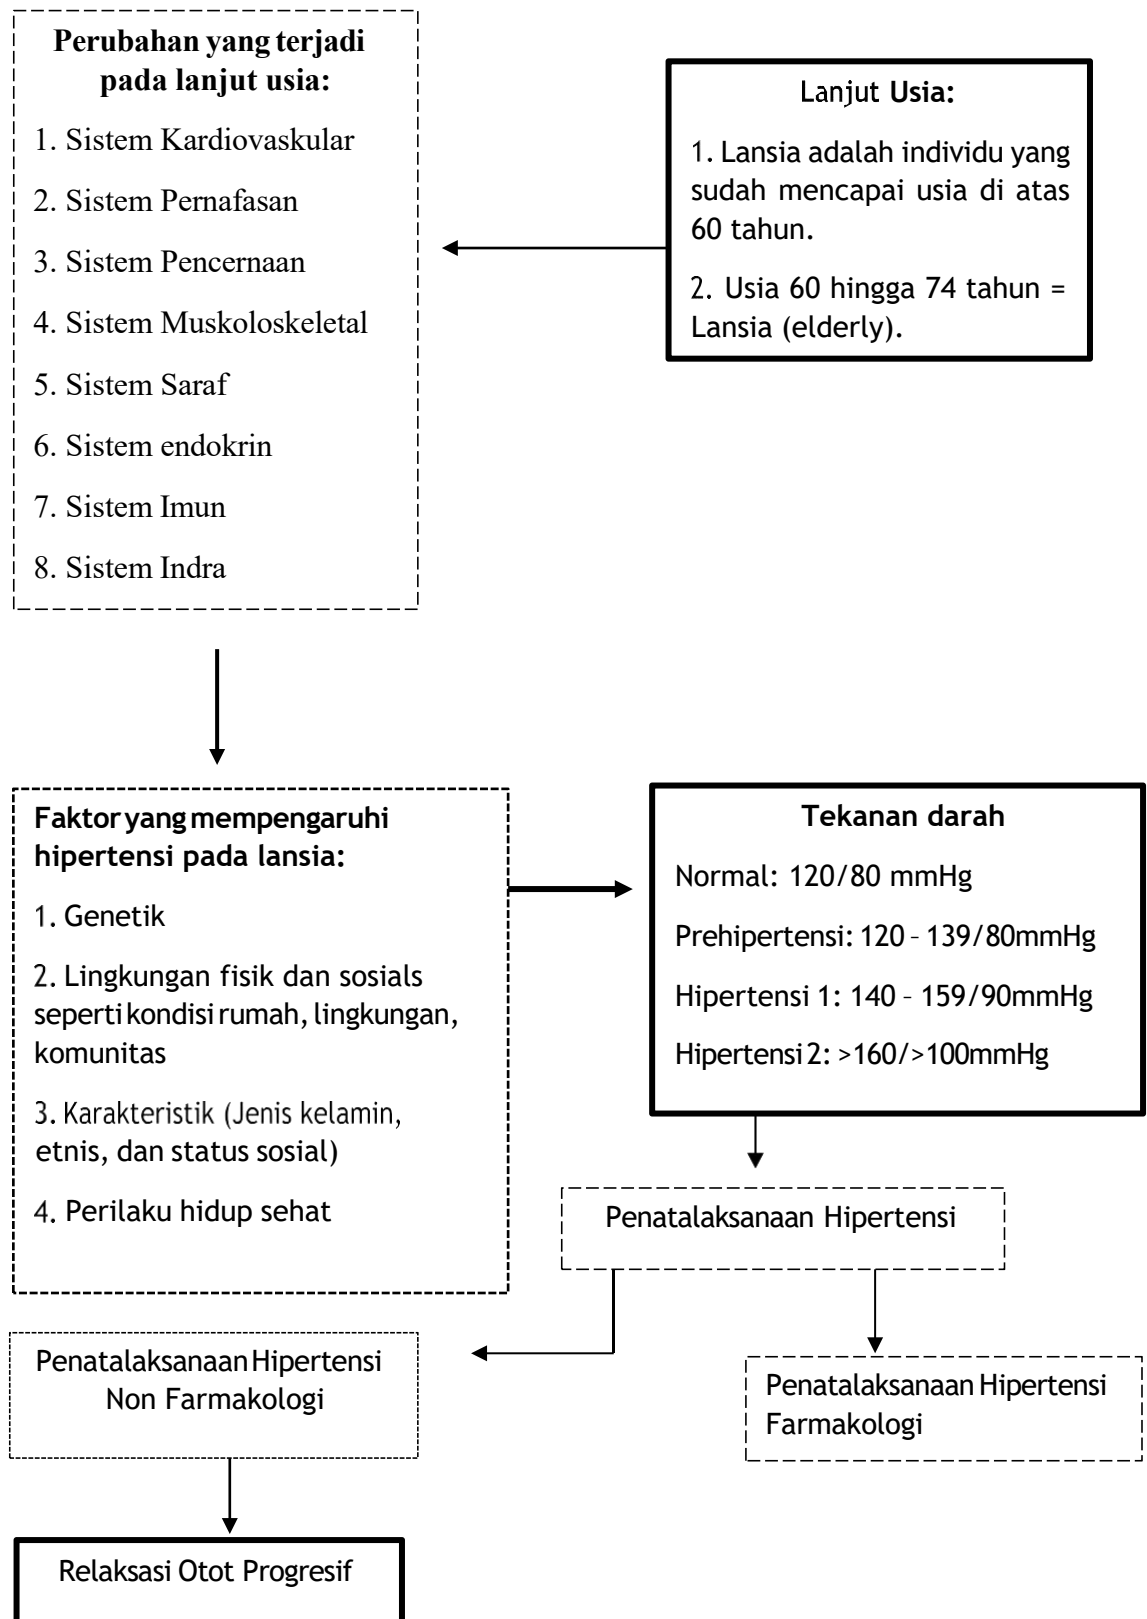 Perubahan yang terjadi
pada lanjut usia:
1. Sistem Kardiovaskular
2. Sistem Pernafasan
3. Sistem Pencernaan
4. Sistem Muskoloskeletal
5. Sistem Saraf
6. Sistem endokrin
7. Sistem Imun
8. Sistem Indra
Lanjut Usia:
1. Lansia adalah individu yang
sudah mencapai usia di atas
60 tahun.
2. Usia 60 hingga 74 tahun =
Lansia (elderly).
Faktor yang mempengaruhi
hipertensi pada lansia:
1. Genetik
2. Lingkungan fisik dan sosials
seperti kondisi rumah, lingkungan,
komunitas
3. Karakteristik (Jenis kelamin,
etnis, dan status sosial)
4. Perilaku hidup sehat
Tekanan darah
Normal: 120/80 mmHg
Prehipertensi: 120 – 139/80mmHg
Hipertensi 1: 140 – 159/90mmHg
Hipertensi 2: >160/>100mmHg
Penatalaksanaan Hipertensi
Penatalaksanaan Hipertensi
Non Farmakologi
Penatalaksanaan Hipertensi
Farmakologi
Relaksasi Otot Progresif